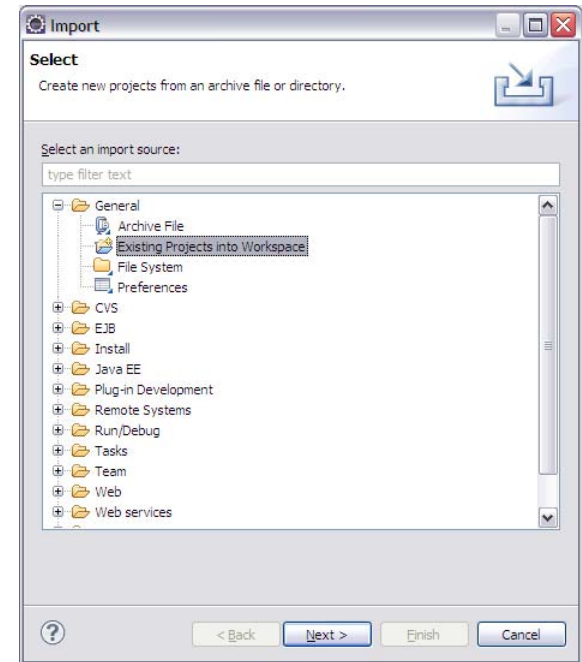 Import
Select
Create new projects from an archive file or directory.
Select an import source:
type filter text
General
Archive File
Existing Projects into Workspace
File System
Preferences
CVS
EJB
Install
Java EE
Plug-in Development
Remote Systems
Run/Debug
Tasks
Team
Web
Web services
? < Back Next > Finish Cancel